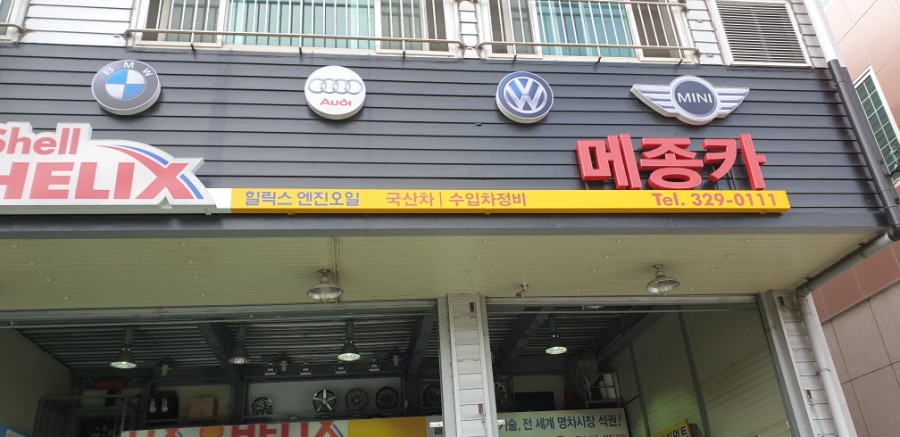 BMW
Audi
VW
MINI
Shell
HELIX
메종카
힐릭스 엔진오일 국산차 | 수입차정비 Tel. 329-0111
HELIX
술, 전 세계 명차시장 석권!